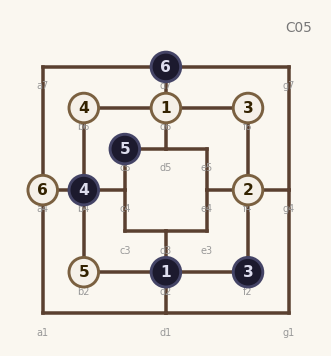 C05
6
a7 d7 g7
4 1 3
b6 d6 f6
5
c5 d5 e5
6 4 2
a4 b4 c4 e4 f4 g4
c3 d3 e3
5 1 3
b2 d2 f2
a1 d1 g1